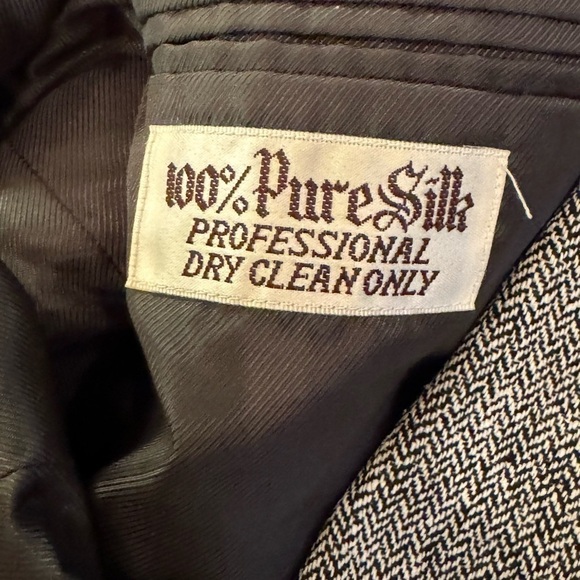 100% Pure Silk
PROFESSIONAL
DRY CLEAN ONLY